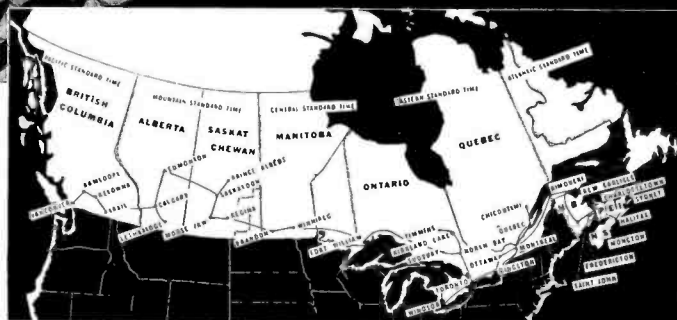 PACIFIC STANDARD TIME
MOUNTAIN STANDARD TIME
CENTRAL STANDARD TIME
EASTERN STANDARD TIME
ATLANTIC STANDARD TIME
BRITISH
COLUMBIA
ALBERTA
SASKAT
CHEWAN
MANITOBA
ONTARIO
QUEBEC
N B
P E I
N S
VANCOUVER
KAMLOOPS
KELOWNA
TRAIL
LETHBRIDGE
CALGARY
EDMONTON
MOOSE JAW
PRINCE ALBERT
SASKATOON
REGINA
BRANDON
WINNIPEG
FORT WILLIAM
TIMMINS
KIRKLAND LAKE
SUDBURY
NORTH BAY
OTTAWA
TORONTO
WINDSOR
KINGSTON
MONTREAL
QUEBEC
CHICOUTIMI
RIMOUSKI
NEW CARLISLE
CHARLOTTETOWN
SYDNEY
HALIFAX
MONCTON
FREDERICTON
SAINT JOHN